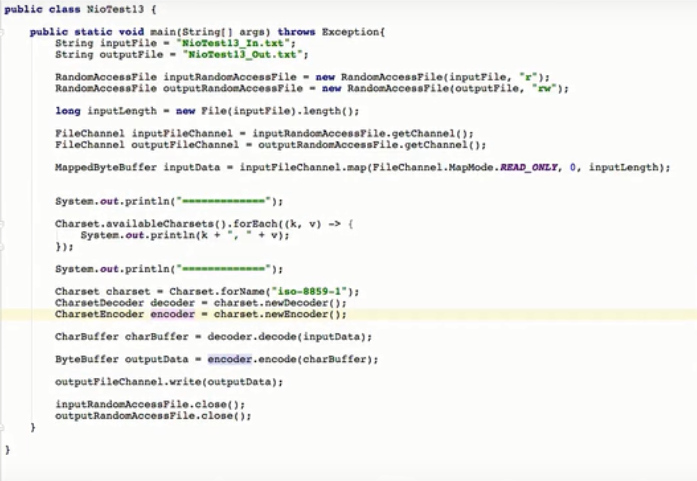 public class NioTest13 {
public static void main(String[] args) throws Exception{
String inputFile = "NioTest13_In.txt";
String outputFile = "NioTest13_Out.txt";
RandomAccessFile inputRandomAccessFile = new RandomAccessFile(inputFile, "r");
RandomAccessFile outputRandomAccessFile = new RandomAccessFile(outputFile, "rw");
long inputLength = new File(inputFile).length();
FileChannel inputFileChannel = inputRandomAccessFile.getChannel();
FileChannel outputFileChannel = outputRandomAccessFile.getChannel();
MappedByteBuffer inputData = inputFileChannel.map(FileChannel.MapMode.READ_ONLY, 0, inputLength);
System.out.println("=============");
Charset.availableCharsets().forEach((k, v) -> {
System.out.println(k + ", " + v);
});
System.out.println("=============");
Charset charset = Charset.forName("iso-8859-1");
CharsetDecoder decoder = charset.newDecoder();
CharsetEncoder encoder = charset.newEncoder();
CharBuffer charBuffer = decoder.decode(inputData);
ByteBuffer outputData = encoder.encode(charBuffer);
outputFileChannel.write(outputData);
inputRandomAccessFile.close();
outputRandomAccessFile.close();
}
}